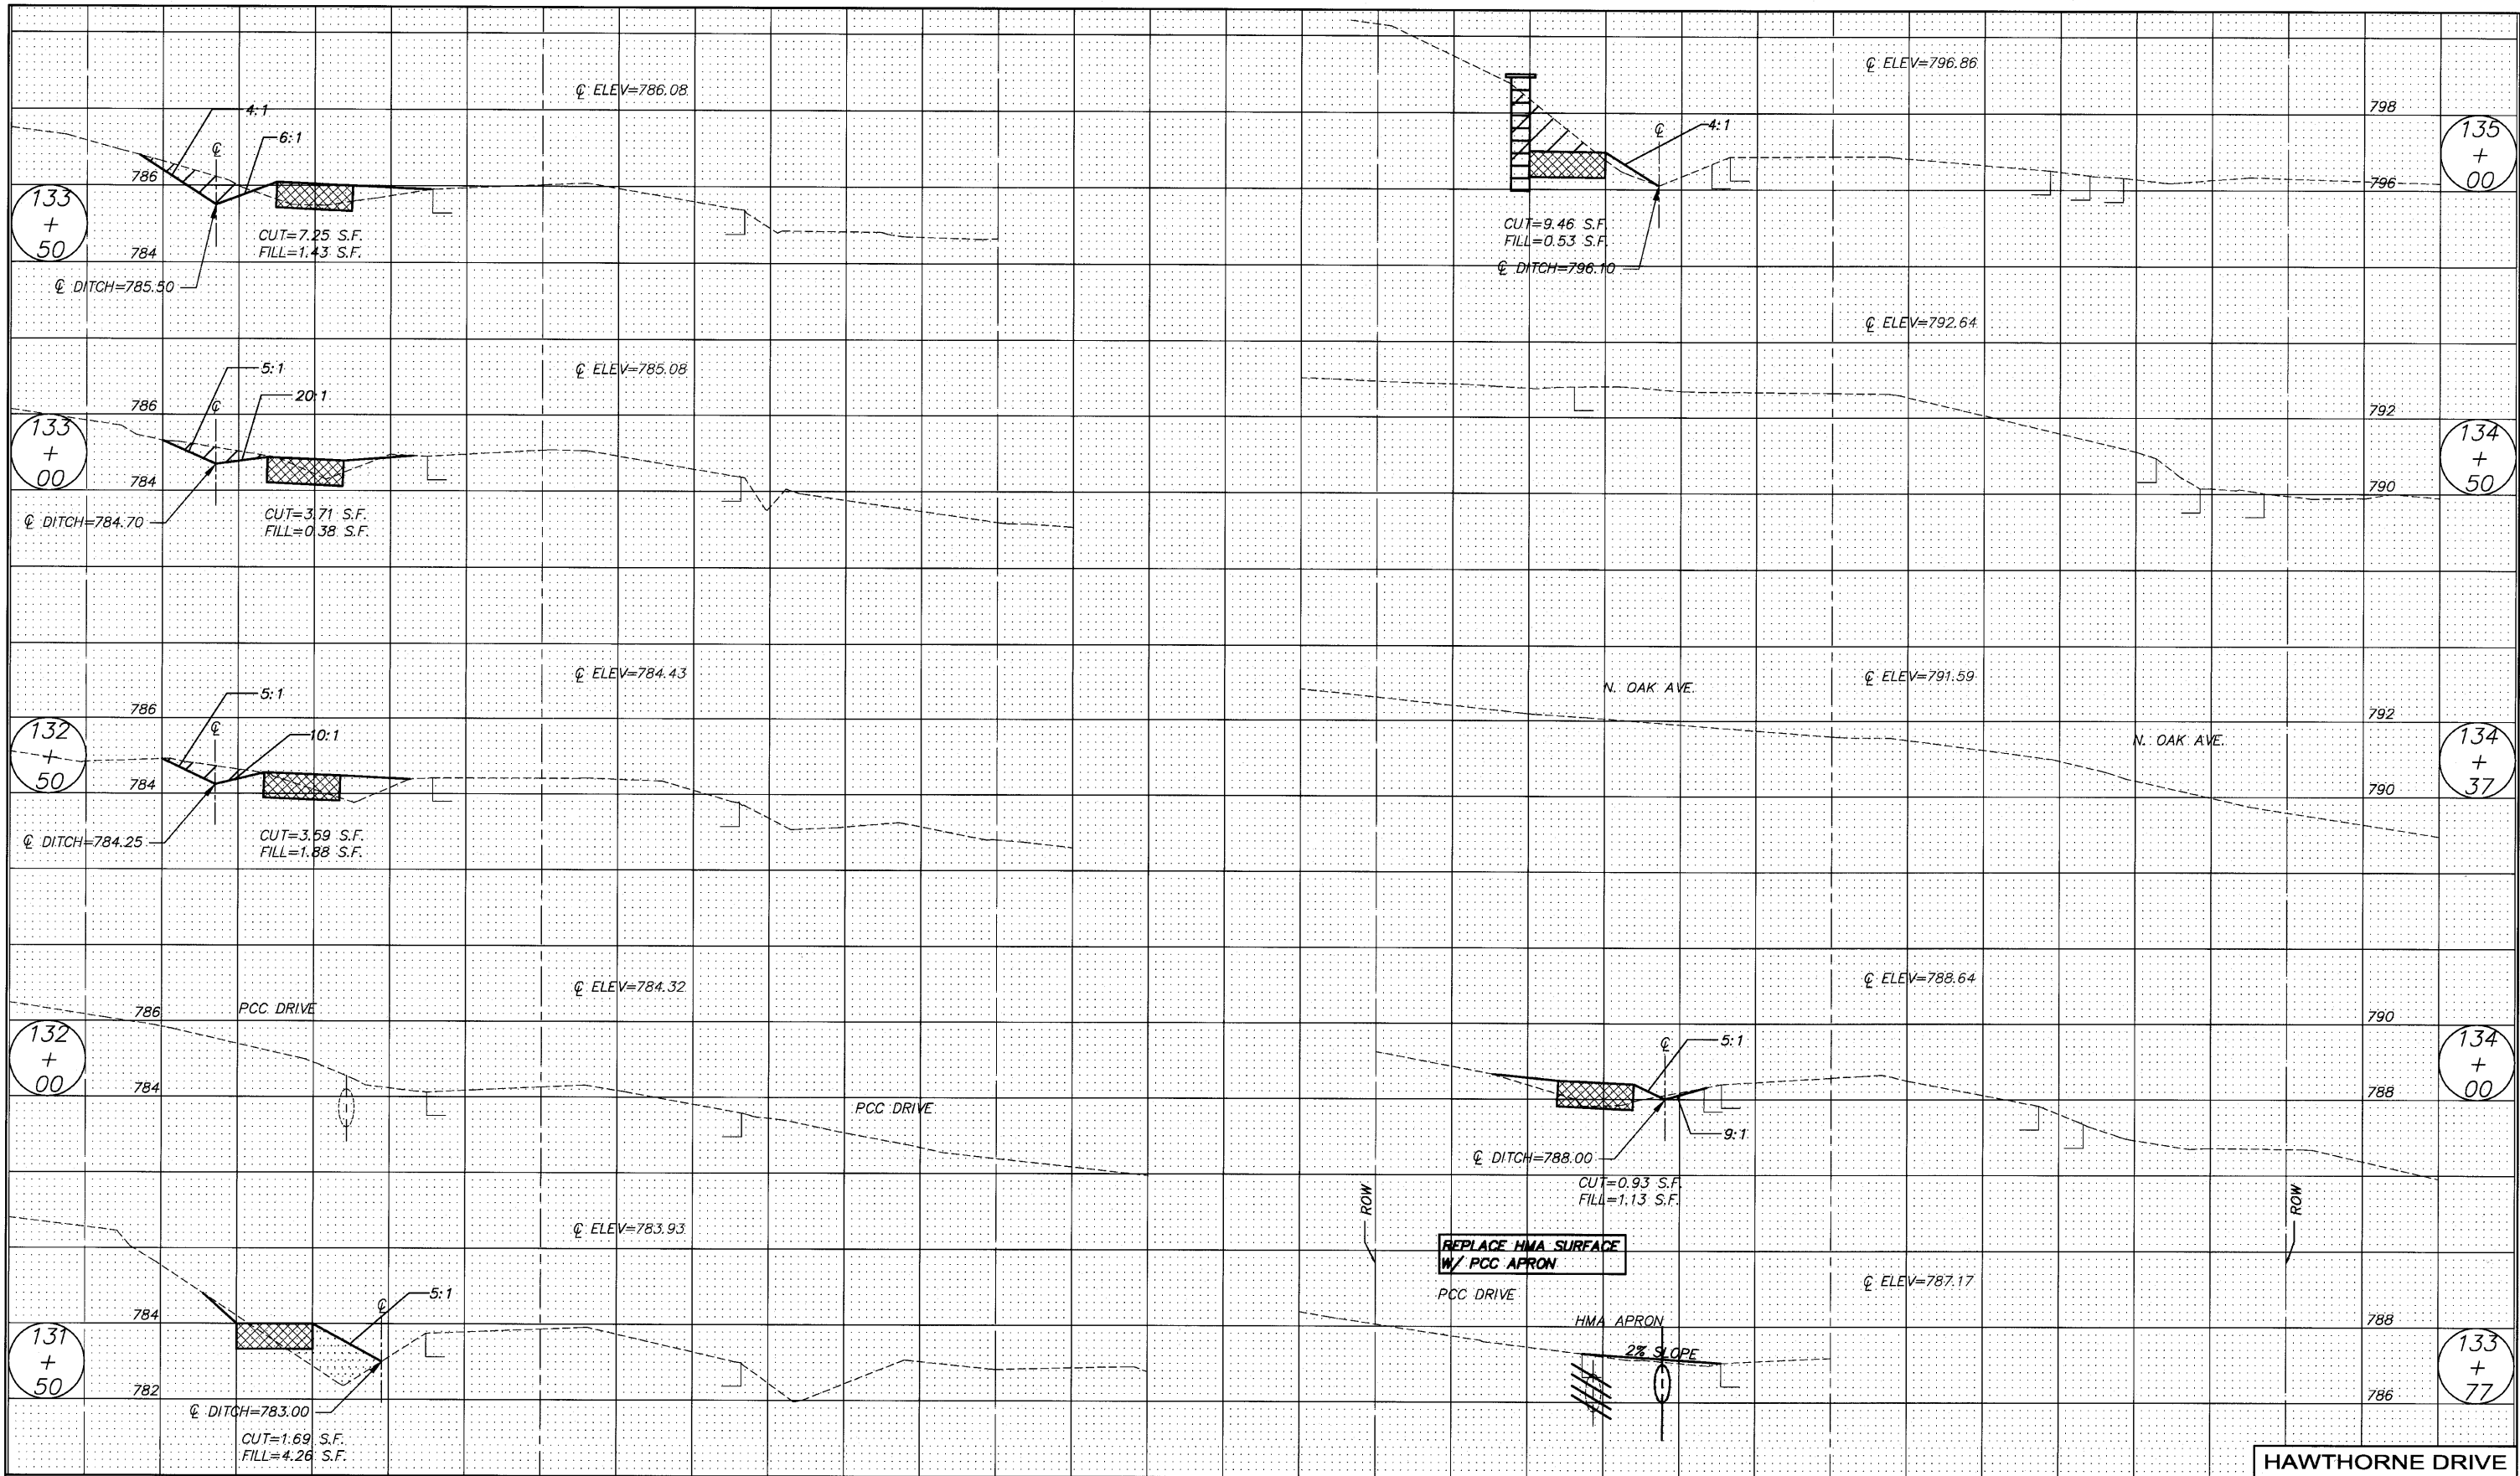 ℄ ELEV=786.08
4:1
6:1
℄
786
133
+
50
784
CUT=7.25 S.F.
FILL=1.43 S.F.
℄ DITCH=785.50
℄ ELEV=785.08
5:1
20:1
786
℄
133
+
00
784
CUT=3.71 S.F.
FILL=0.38 S.F.
℄ DITCH=784.70
℄ ELEV=784.43
5:1
786
℄
10:1
132
+
50
784
CUT=3.59 S.F.
FILL=1.88 S.F.
℄ DITCH=784.25
℄ ELEV=784.32
786
PCC DRIVE
132
+
00
784
PCC DRIVE
℄ ELEV=783.93
5:1
℄
784
131
+
50
782
℄ DITCH=783.00
CUT=1.69 S.F.
FILL=4.26 S.F.
℄ ELEV=796.86
798
℄
4:1
135
+
00
796
CUT=9.46 S.F.
FILL=0.53 S.F.
℄ DITCH=796.10
℄ ELEV=792.64
792
134
+
50
790
℄ ELEV=791.59
N. OAK AVE.
792
N. OAK AVE.
134
+
37
790
℄ ELEV=788.64
790
℄
5:1
134
+
00
788
9:1
℄ DITCH=788.00
CUT=0.93 S.F.
FILL=1.13 S.F.
ROW
ROW
REPLACE HMA SURFACE
W/ PCC APRON
℄ ELEV=787.17
PCC DRIVE
HMA APRON
788
2% SLOPE
133
+
77
786
HAWTHORNE DRIVE